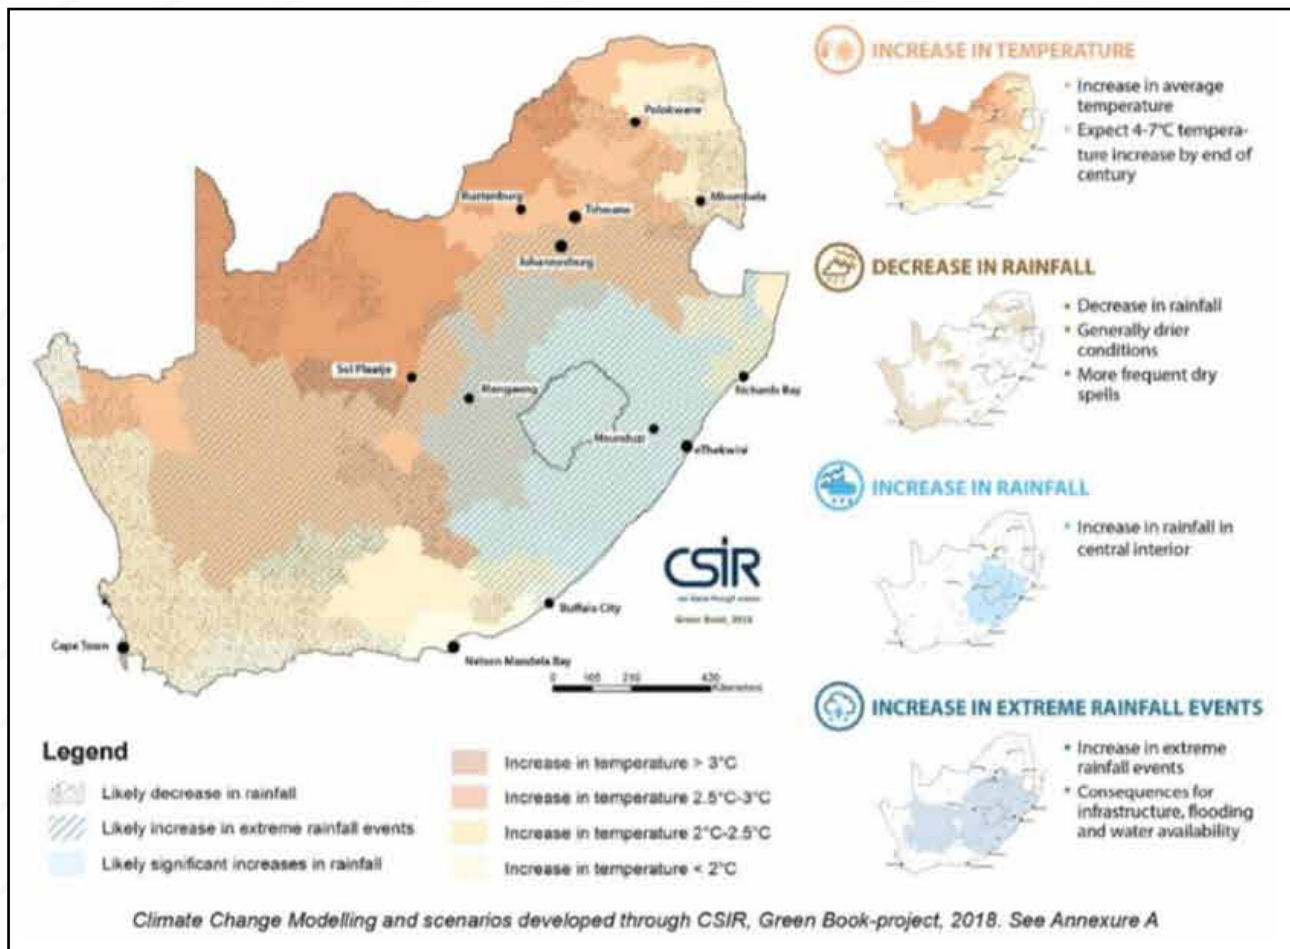 Polokwane
Rustenburg
Tshwane
Mbombela
Johannesburg
Sol Plaatje
Mangaung
Richards Bay
Msunduzi
eThekwini
Buffalo City
Cape Town
Nelson Mandela Bay
CSIR
Green Book, 2018
0
210
420
Kilometers
INCREASE IN TEMPERATURE
Increase in average
temperature
Expect 4-7°C tempera-
ture increase by end of
century
DECREASE IN RAINFALL
Decrease in rainfall
Generally drier
conditions
More frequent dry
spells
INCREASE IN RAINFALL
Increase in rainfall in
central interior
INCREASE IN EXTREME RAINFALL EVENTS
Increase in extreme
rainfall events
Consequences for
infrastructure, flooding
and water availability
Legend
Likely decrease in rainfall
Likely increase in extreme rainfall events
Likely significant increases in rainfall
Increase in temperature > 3°C
Increase in temperature 2.5°C-3°C
Increase in temperature 2°C-2.5°C
Increase in temperature < 2°C
Climate Change Modelling and scenarios developed through CSIR, Green Book-project, 2018. See Annexure A